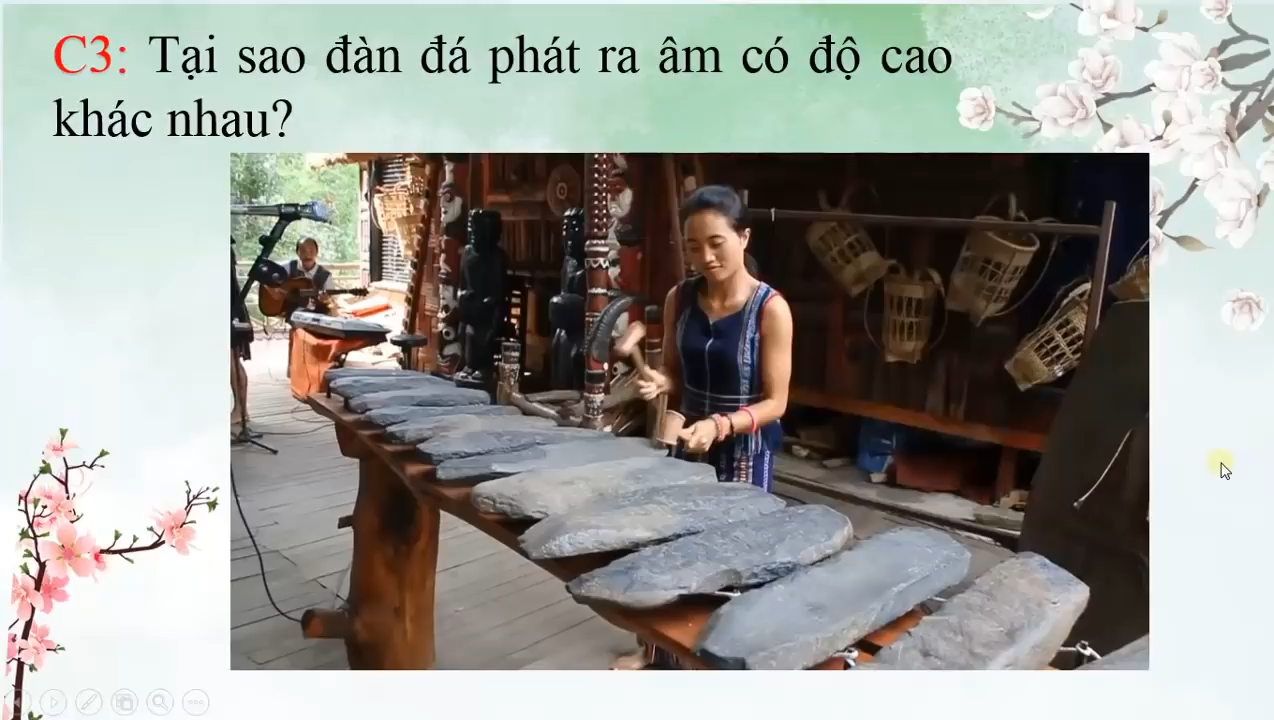 C3: Tại sao đàn đá phát ra âm có độ cao
khác nhau?